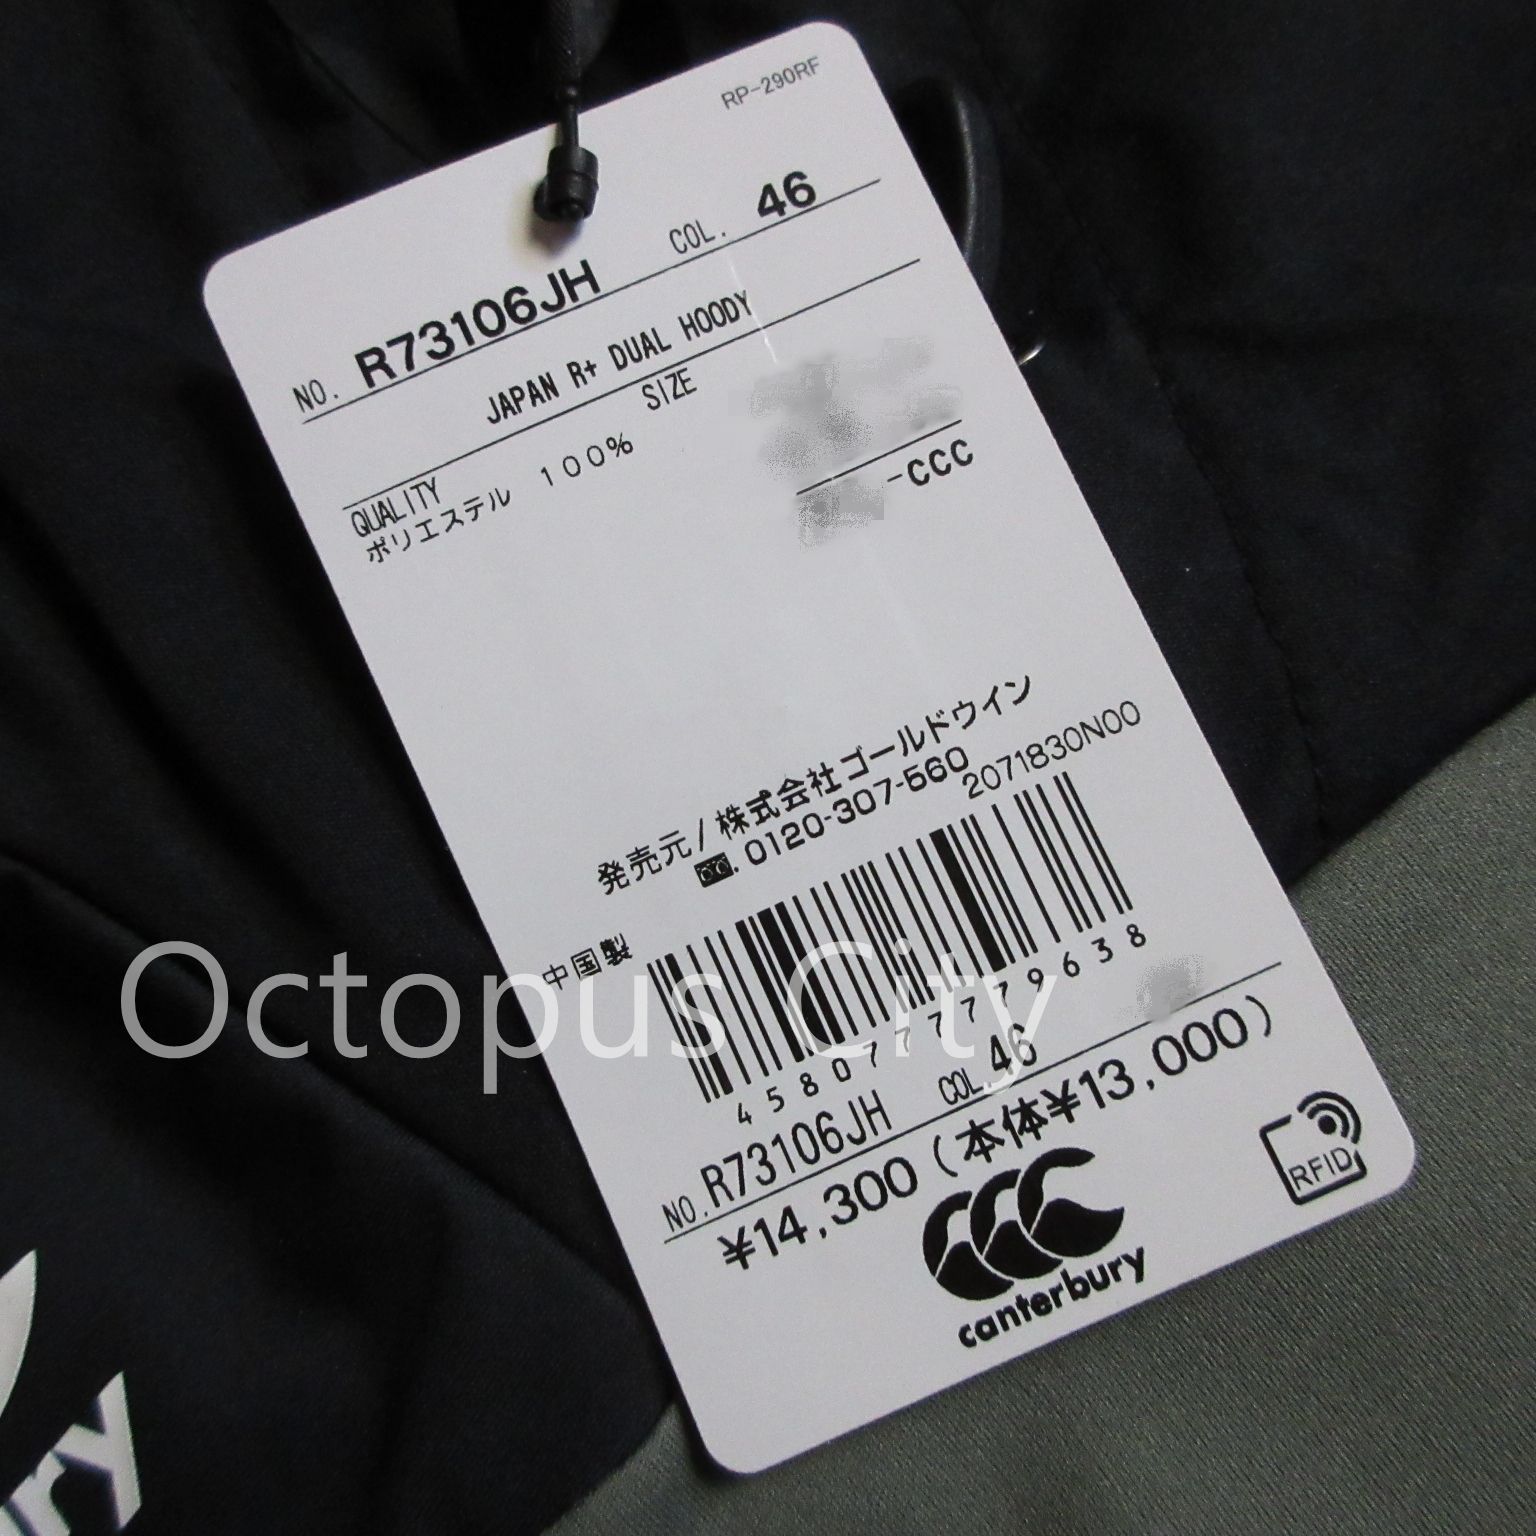 RP-290RF
NO. R73106JH COL. 46
JAPAN R+ DUAL HOODY
QUALITY SIZE
ポリエステル 100%
-CCC
発売元/株式会社ゴールドウイン
0120-307-560
2071830N00
中国製
4580777779638
NO. R73106JH COL. 46
¥14,300(本体¥13,000)
canterbury
RFID
Octopus City
ury